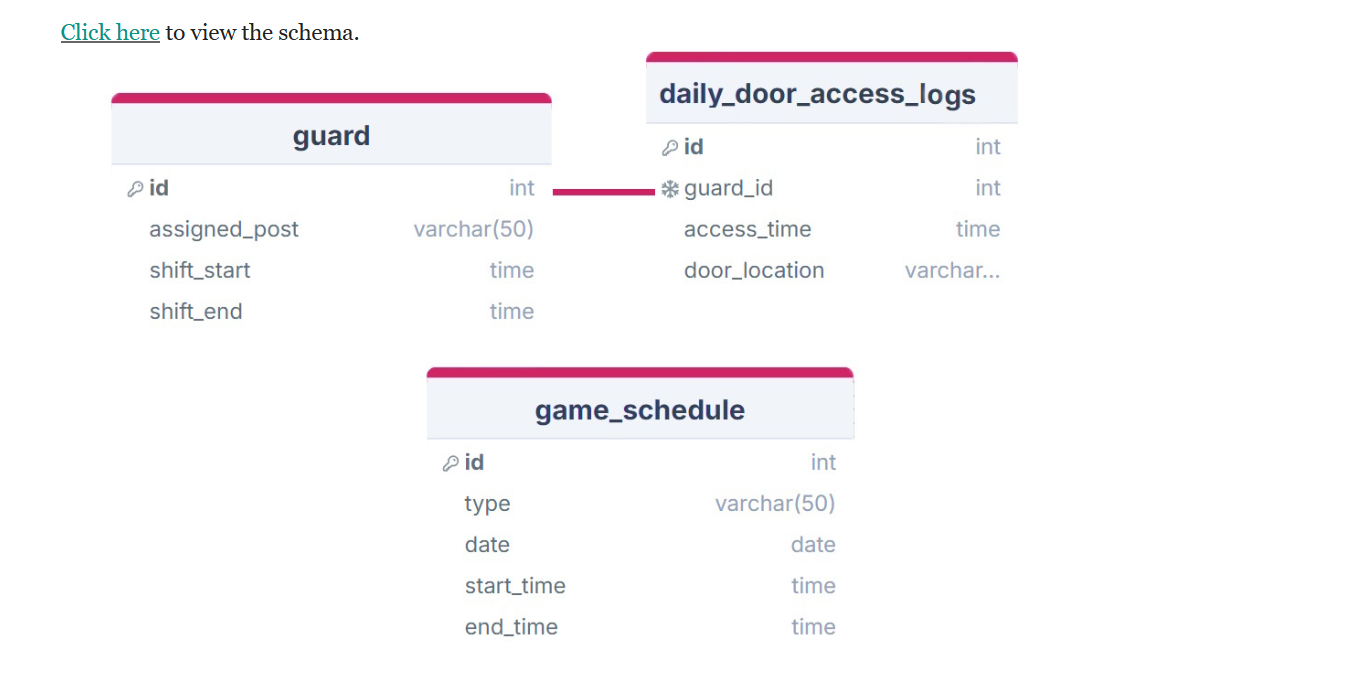 Click here to view the schema.
daily_door_access_logs
id int
guard_id int
access_time time
door_location varchar...
guard
id int
assigned_post varchar(50)
shift_start time
shift_end time
game_schedule
id int
type varchar(50)
date date
start_time time
end_time time